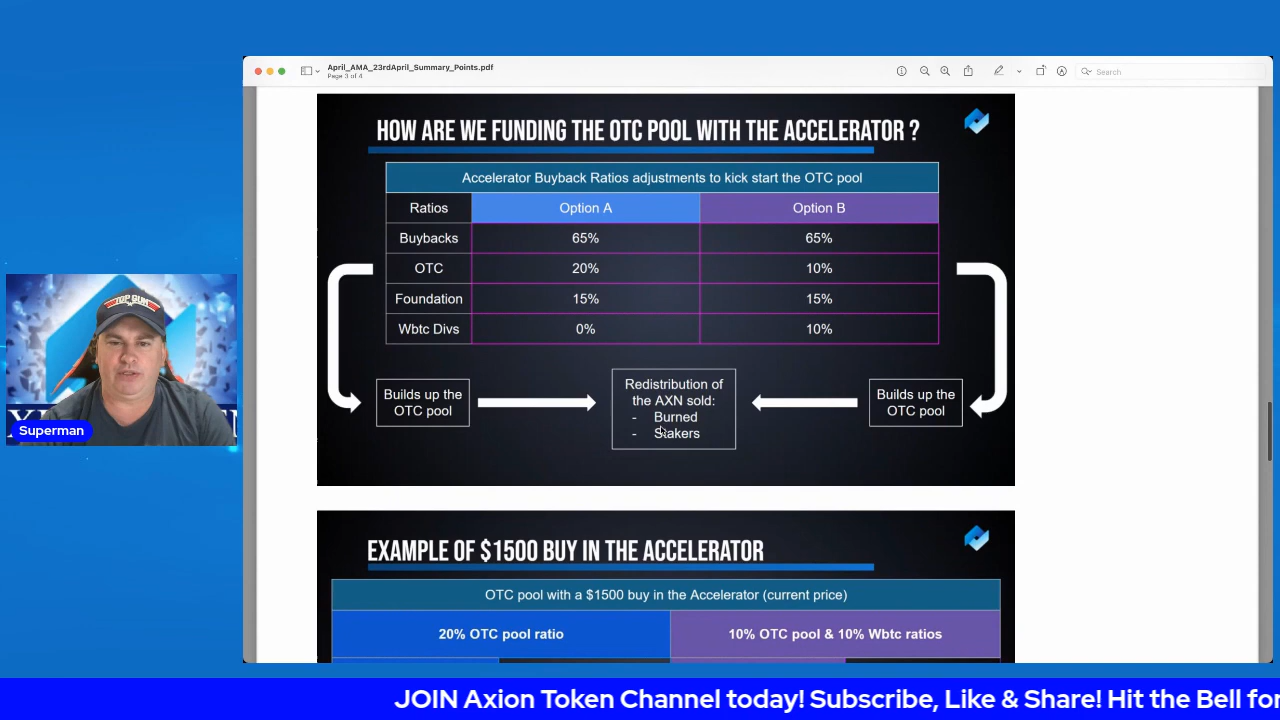 April_AMA_23rdApril_Summary_Points.pdf
Page 3 of 4
Search
HOW ARE WE FUNDING THE OTC POOL WITH THE ACCELERATOR ?
Accelerator Buyback Ratios adjustments to kick start the OTC pool
Ratios Option A Option B
Buybacks 65% 65%
OTC 20% 10%
Foundation 15% 15%
Wbtc Divs 0% 10%
Builds up the
OTC pool
Redistribution of
the AXN sold:
- Burned
- Stakers
Builds up the
OTC pool
TOP GUN
Superman
EXAMPLE OF $1500 BUY IN THE ACCELERATOR
OTC pool with a $1500 buy in the Accelerator (current price)
20% OTC pool ratio 10% OTC pool & 10% Wbtc ratios
JOIN Axion Token Channel today! Subscribe, Like & Share! Hit the Bell for